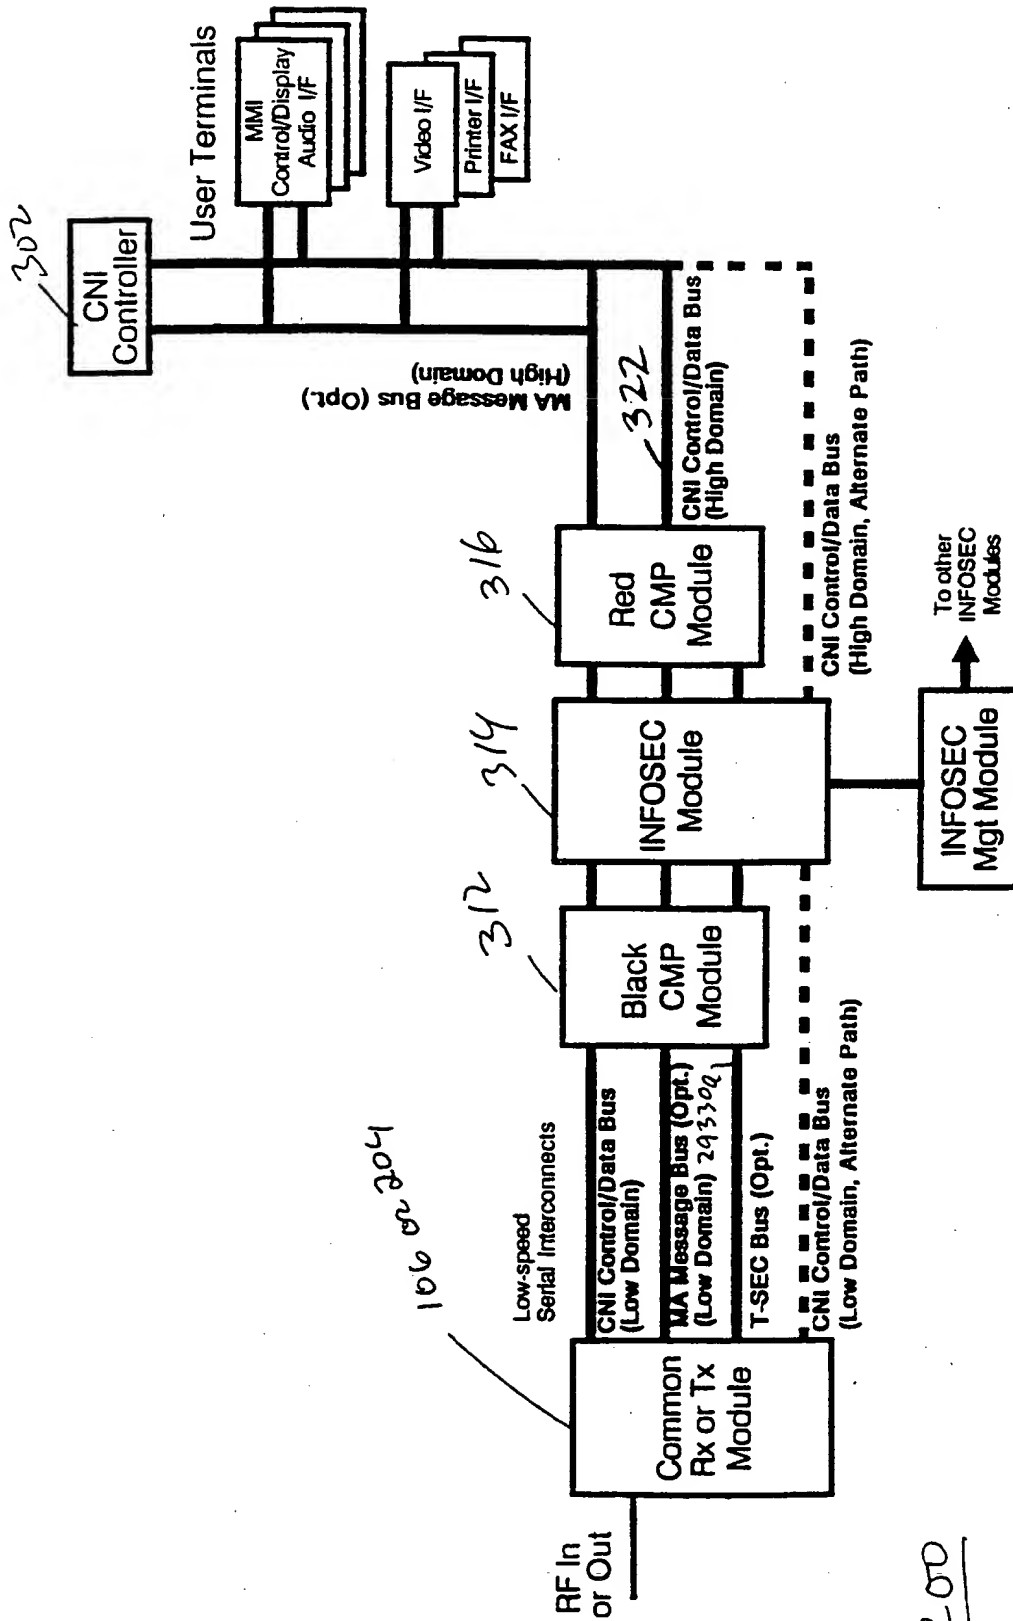 302
CNI
Controller
User Terminals
MMI
Control/Display
Audio I/F
Video I/F
Printer I/F
FAX I/F
MA Message Bus (Opt.)
(High Domain)
322
CNI Control/Data Bus
(High Domain)
CNI Control/Data Bus
(High Domain, Alternate Path)
316
Red
CMP
Module
314
INFOSEC
Module
INFOSEC
Mgt Module
To other
INFOSEC
Modules
312
Black
CMP
Module
106 or 204
Low-speed
Serial Interconnects
CNI Control/Data Bus
(Low Domain)
MA Message Bus (Opt.)
(Low Domain)
T-SEC Bus (Opt.)
CNI Control/Data Bus
(Low Domain, Alternate Path)
Common
Rx or Tx
Module
RF In
or Out